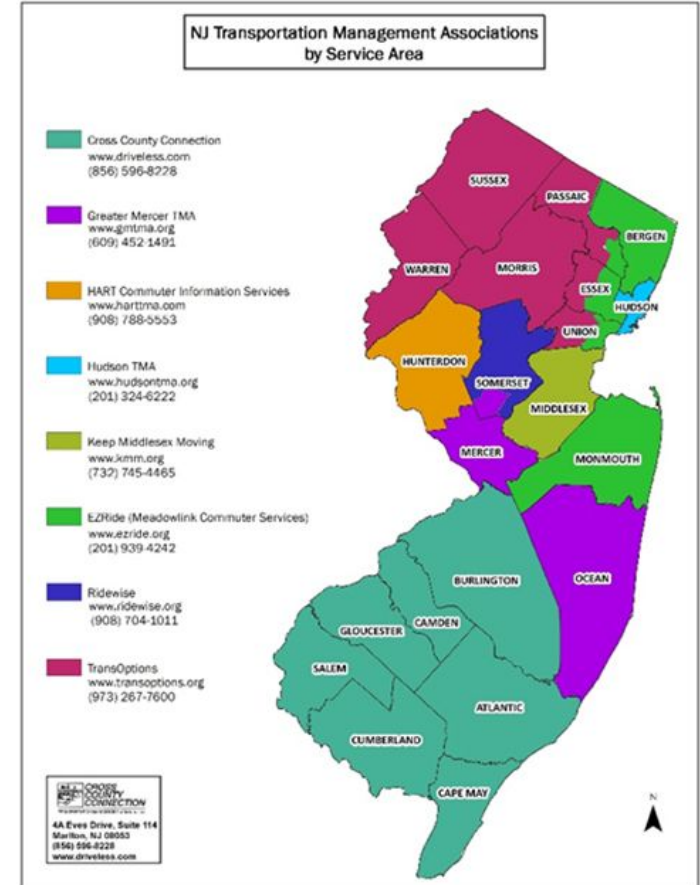 NJ Transportation Management Associations
by Service Area
Cross County Connection
www.driveless.com
(856) 596-8228
Greater Mercer TMA
www.gmtma.org
(609) 452-1491
HART Commuter Information Services
www.harttma.com
(908) 788-5553
Hudson TMA
www.hudsontma.org
(201) 324-6222
Keep Middlesex Moving
www.kmm.org
(732) 745-4465
EZRide (Meadowlink Commuter Services)
www.ezride.org
(201) 939-4242
Ridewise
www.ridewise.org
(908) 704-1011
TransOptions
www.transoptions.org
(973) 267-7600
SUSSEX
PASSAIC
BERGEN
WARREN
MORRIS
ESSEX
HUDSON
UNION
HUNTERDON
SOMERSET
MIDDLESEX
MERCER
MONMOUTH
OCEAN
BURLINGTON
CAMDEN
GLOUCESTER
SALEM
ATLANTIC
CUMBERLAND
CAPE MAY
CROSS
COUNTY
CONNECTION
4A Eves Drive, Suite 114
Marlton, NJ 08053
(856) 596-8228
www.driveless.com
N